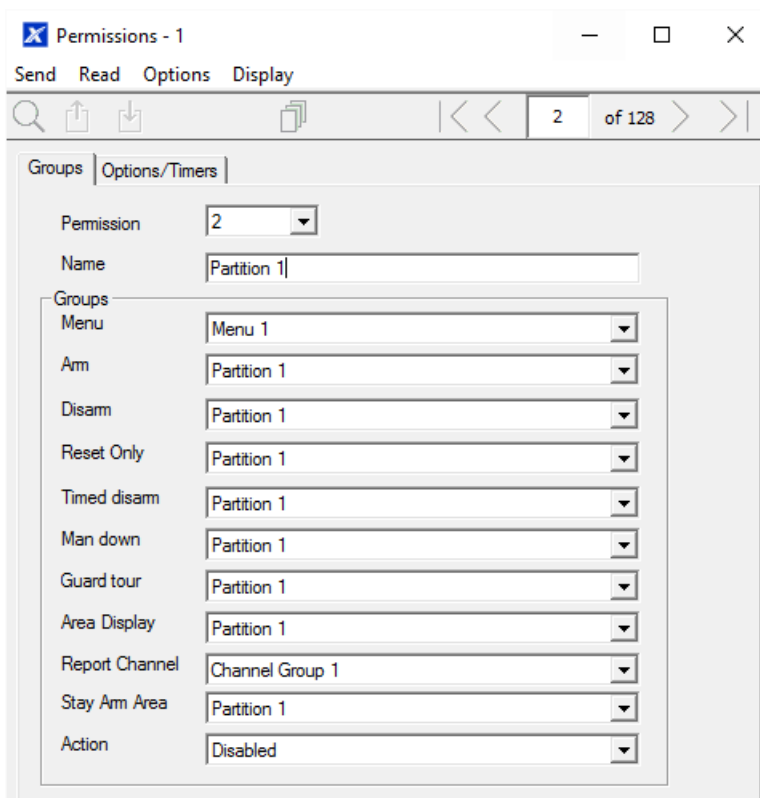 Permissions - 1
Send Read Options Display
2 of 128
Groups Options/Timers
Permission 2
Name Partition 1
Groups
Menu Menu 1
Arm Partition 1
Disarm Partition 1
Reset Only Partition 1
Timed disarm Partition 1
Man down Partition 1
Guard tour Partition 1
Area Display Partition 1
Report Channel Channel Group 1
Stay Arm Area Partition 1
Action Disabled